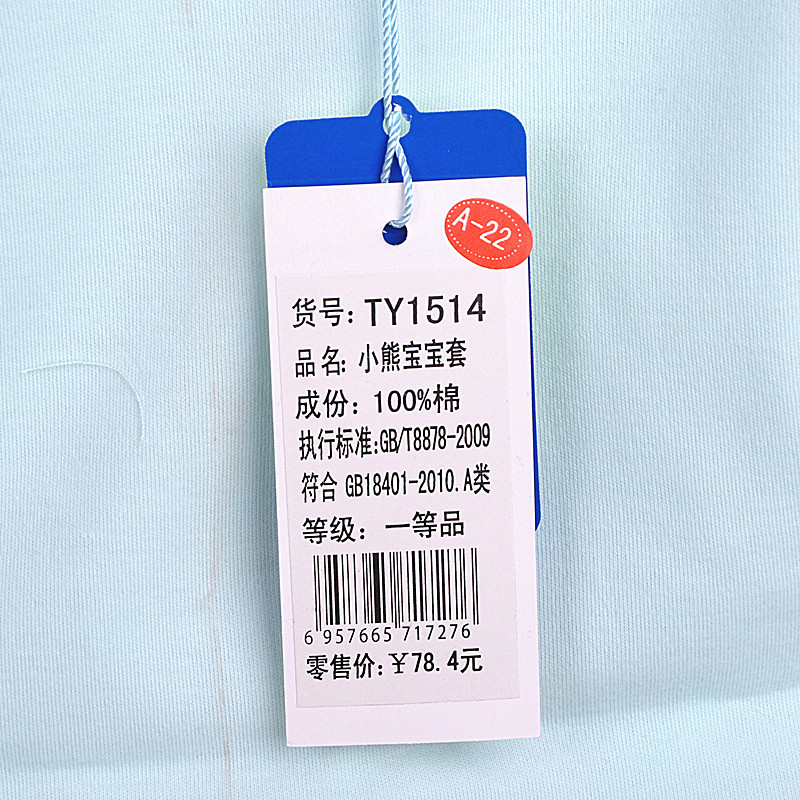 A-22
货号：TY1514
品名：小熊宝宝套
成份：100%棉
执行标准:GB/T8878-2009
符合 GB18401-2010.A类
等级：一等品
6 957665 717276
零售价:￥78.4元